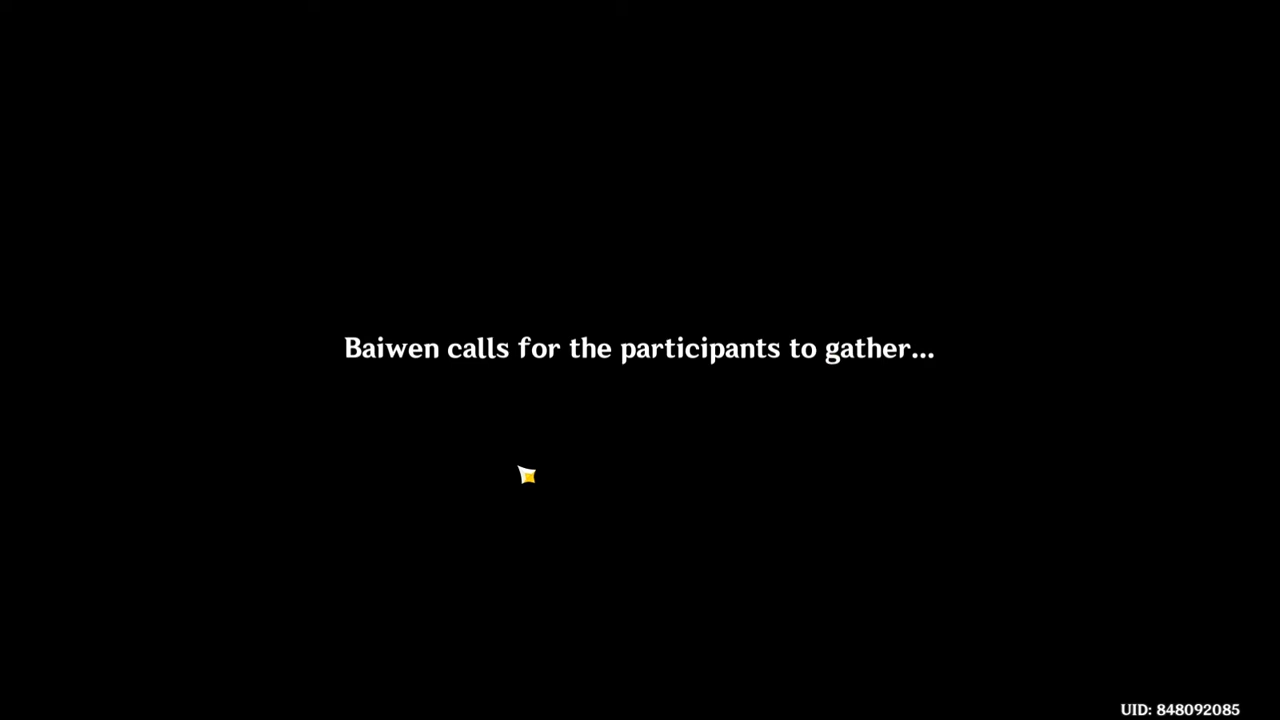 Baiwen calls for the participants to gather...
UID: 848092085